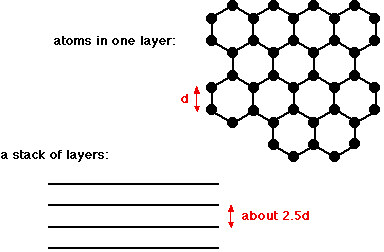 atoms in one layer:
d
a stack of layers:
about 2.5d